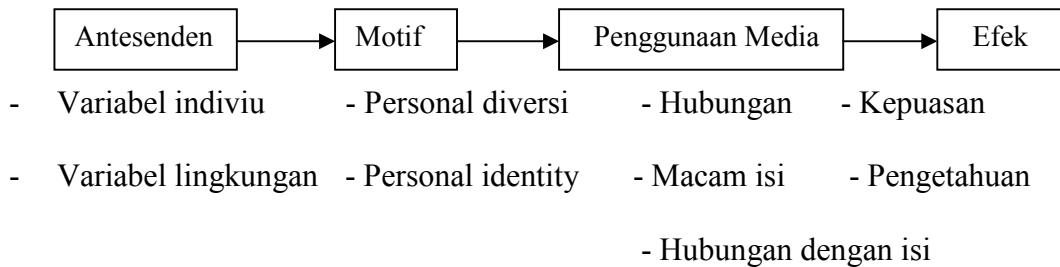 Antesenden Motif Penggunaan Media Efek
- Variabel indiviu - Personal diversi - Hubungan - Kepuasan
- Variabel lingkungan - Personal identity - Macam isi - Pengetahuan
- Hubungan dengan isi